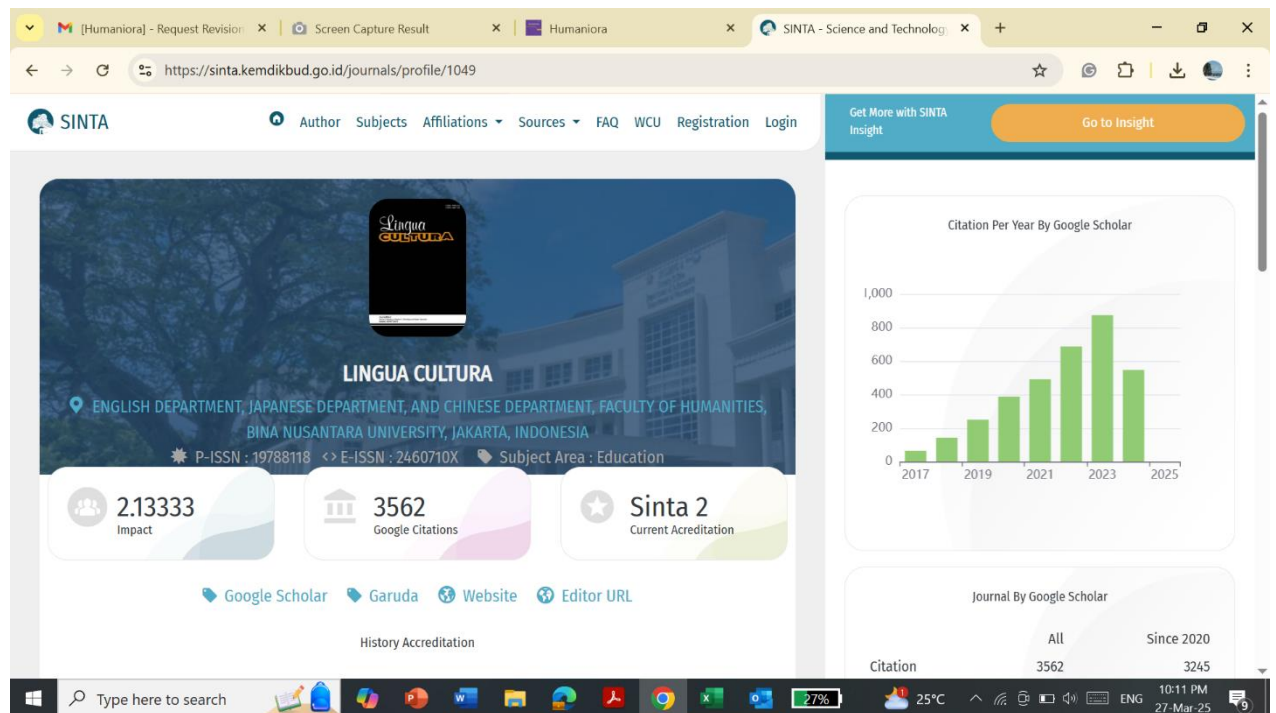 [Humaniora] - Request Revision
Screen Capture Result
Humaniora
SINTA - Science and Technology
https://sinta.kemdikbud.go.id/journals/profile/1049
SINTA
Author Subjects Affiliations Sources FAQ WCU Registration Login
Get More with SINTA
Insight
Go to Insight
Lingua
CULTURA
LINGUA CULTURA
ENGLISH DEPARTMENT, JAPANESE DEPARTMENT, AND CHINESE DEPARTMENT, FACULTY OF HUMANITIES,
BINA NUSANTARA UNIVERSITY, JAKARTA, INDONESIA
P-ISSN : 19788118 <> E-ISSN : 2460710X Subject Area : Education
2.13333
Impact
3562
Google Citations
Sinta 2
Current Acreditation
Google Scholar Garuda Website Editor URL
History Accreditation
Citation Per Year By Google Scholar
1,000
800
600
400
200
0
2017 2019 2021 2023 2025
Journal By Google Scholar
All Since 2020
Citation 3562 3245
Type here to search
27%
25°C
ENG
10:11 PM
27-Mar-25
9